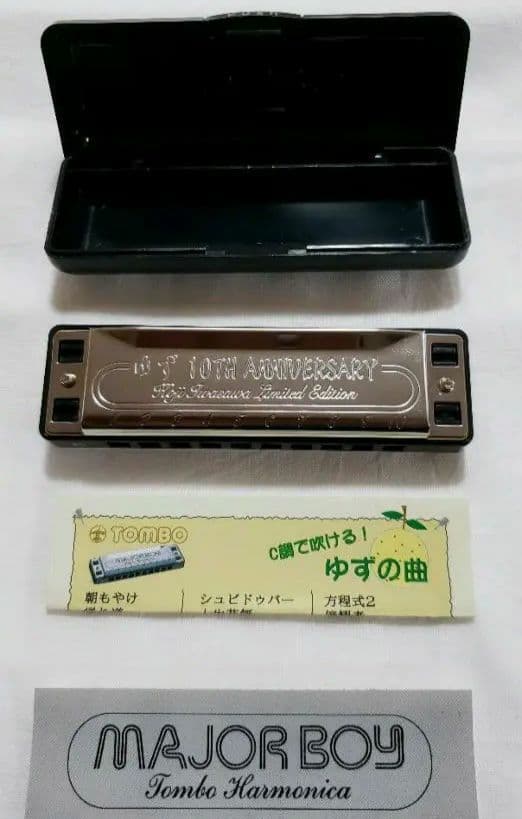 ゆず 10TH ANNIVERSARY
Koji Iwasawa Limited Edition
TOMBO
C調で吹ける!
ゆずの曲
MAJOR BOY
朝もやけ
シュビドゥバー
方程式2
MAJOR BOY
Tombo Harmonica